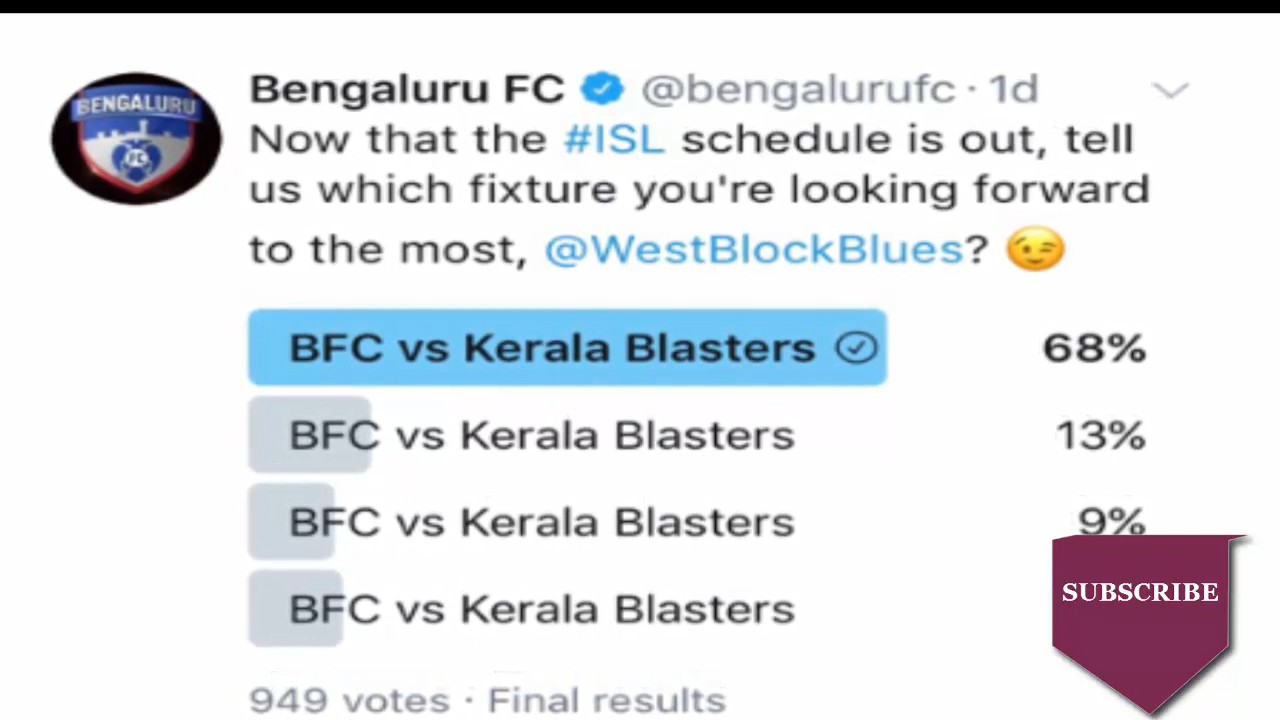 BENGALURU
FC
Bengaluru FC @bengalurufc · 1d
Now that the #ISL schedule is out, tell
us which fixture you're looking forward
to the most, @WestBlockBlues? 😉
BFC vs Kerala Blasters 68%
BFC vs Kerala Blasters 13%
BFC vs Kerala Blasters 9%
BFC vs Kerala Blasters
SUBSCRIBE
949 votes · Final results